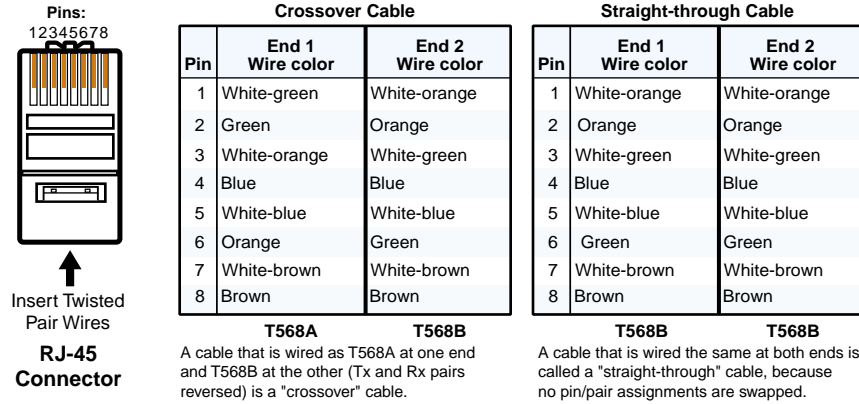 Pins:
12345678
Insert Twisted
Pair Wires
RJ-45
Connector
Crossover Cable
Pin End 1 Wire color End 2 Wire color
1 White-green White-orange
2 Green Orange
3 White-orange White-green
4 Blue Blue
5 White-blue White-blue
6 Orange Green
7 White-brown White-brown
8 Brown Brown
T568A T568B
A cable that is wired as T568A at one end
and T568B at the other (Tx and Rx pairs
reversed) is a "crossover" cable.
Straight-through Cable
Pin End 1 Wire color End 2 Wire color
1 White-orange White-orange
2 Orange Orange
3 White-green White-green
4 Blue Blue
5 White-blue White-blue
6 Green Green
7 White-brown White-brown
8 Brown Brown
T568B T568B
A cable that is wired the same at both ends is
called a "straight-through" cable, because
no pin/pair assignments are swapped.